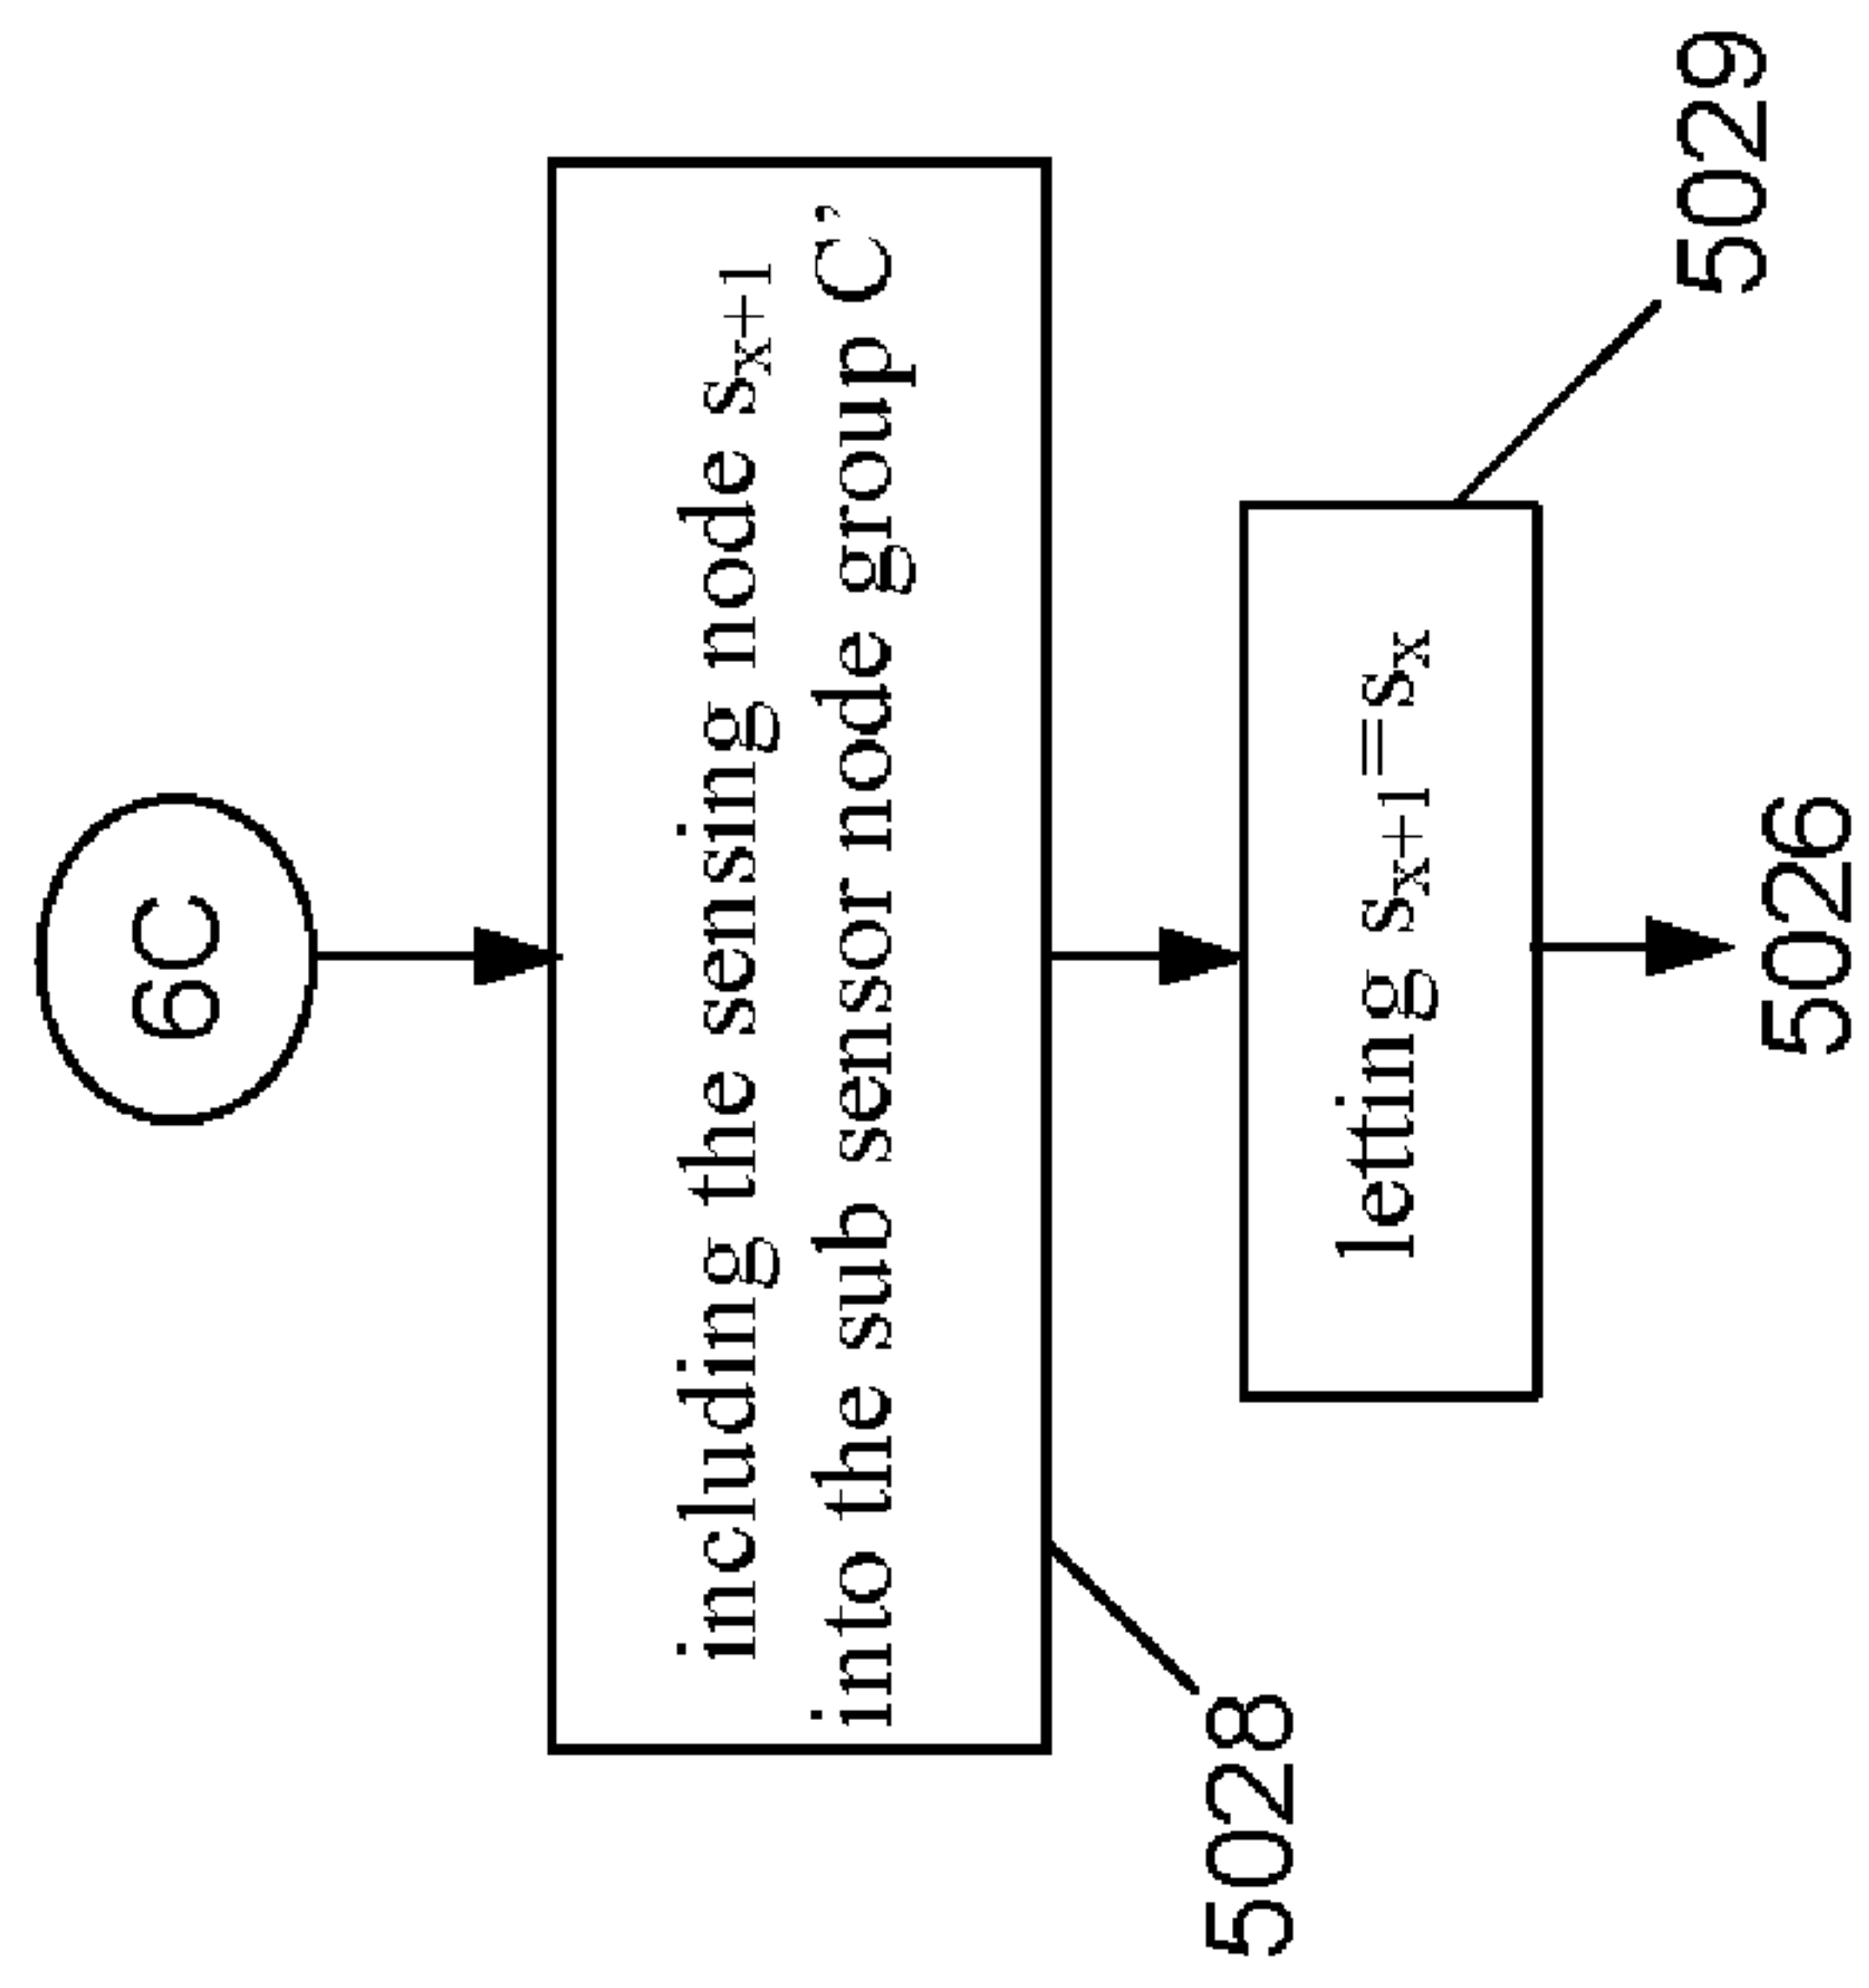 6C
including the sensing node sx+1
into the sub sensor node group C’
5028
letting sx+1=sx
5029
5026